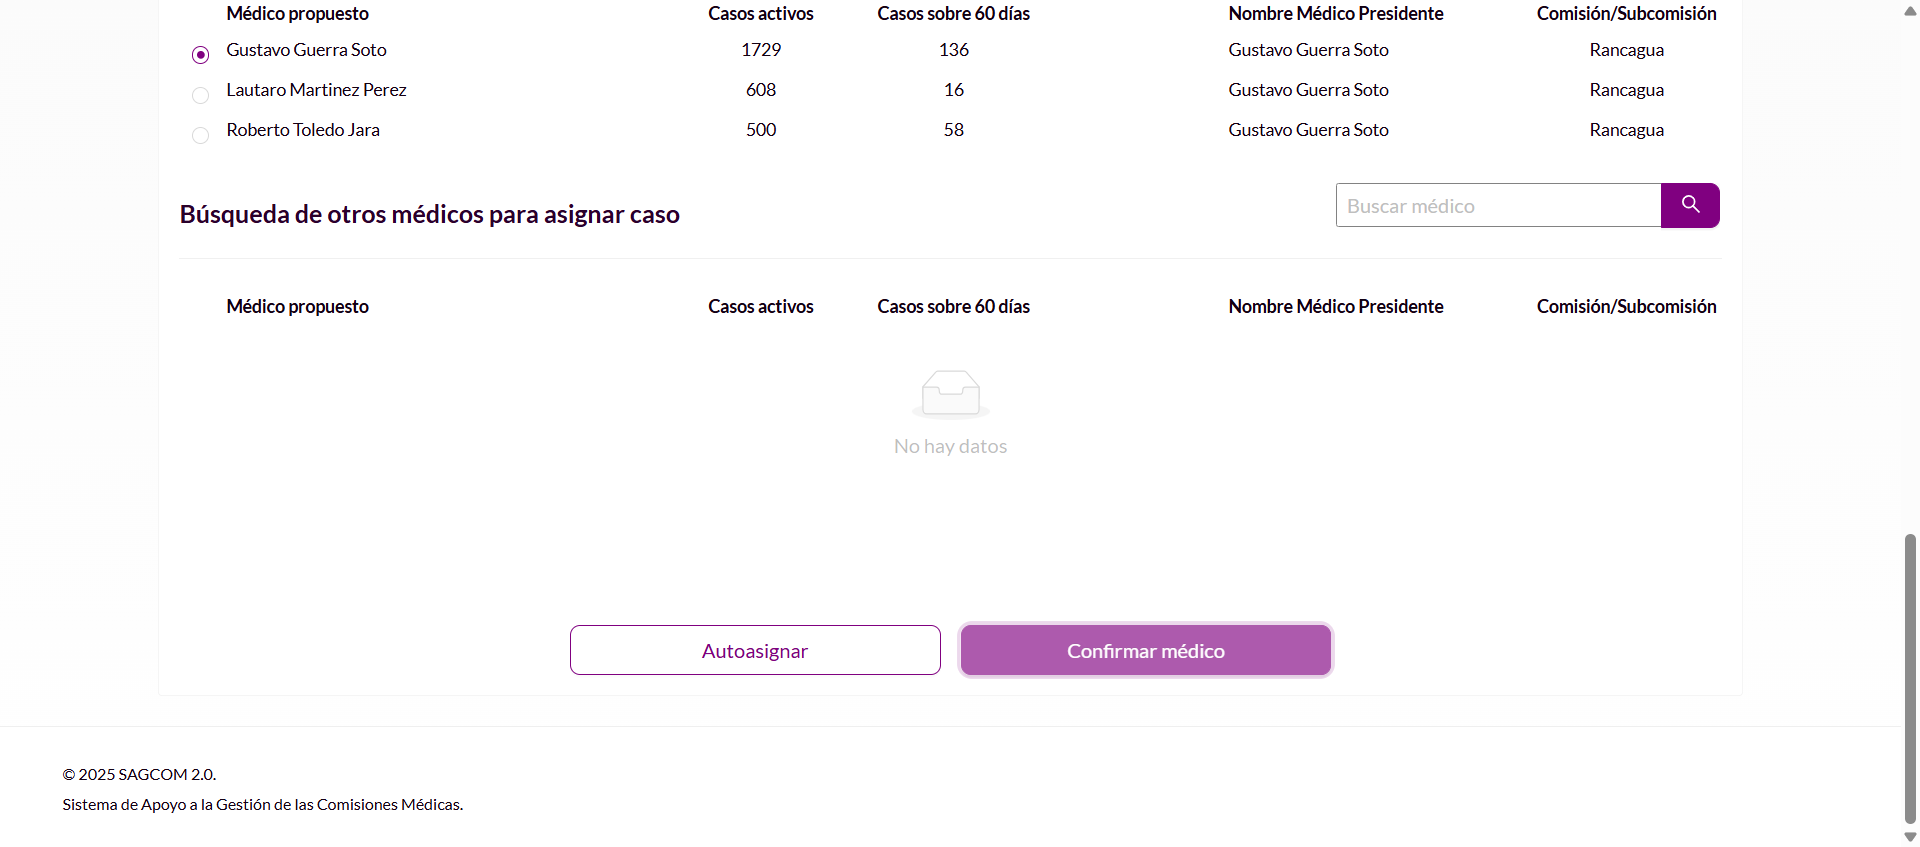 Médico propuesto Casos activos Casos sobre 60 días Nombre Médico Presidente Comisión/Subcomisión
Gustavo Guerra Soto 1729 136 Gustavo Guerra Soto Rancagua
Lautaro Martinez Perez 608 16 Gustavo Guerra Soto Rancagua
Roberto Toledo Jara 500 58 Gustavo Guerra Soto Rancagua
Búsqueda de otros médicos para asignar caso Buscar médico
Médico propuesto Casos activos Casos sobre 60 días Nombre Médico Presidente Comisión/Subcomisión
No hay datos
Autoasignar Confirmar médico
© 2025 SAGCOM 2.0.
Sistema de Apoyo a la Gestión de las Comisiones Médicas.